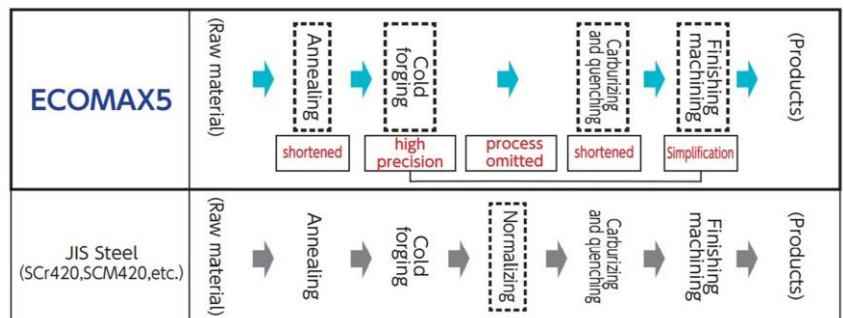 ECOMAX5
(Raw material)
Annealing
Cold
forging
Carburizing
and quenching
Finishing
machining
(Products)
shortened
high
precision
process
omitted
shortened
Simplification
JIS Steel
(SCr420,SCM420,etc.)
(Raw material)
Annealing
Cold
forging
Normalizing
Carburizing
and quenching
Finishing
machining
(Products)